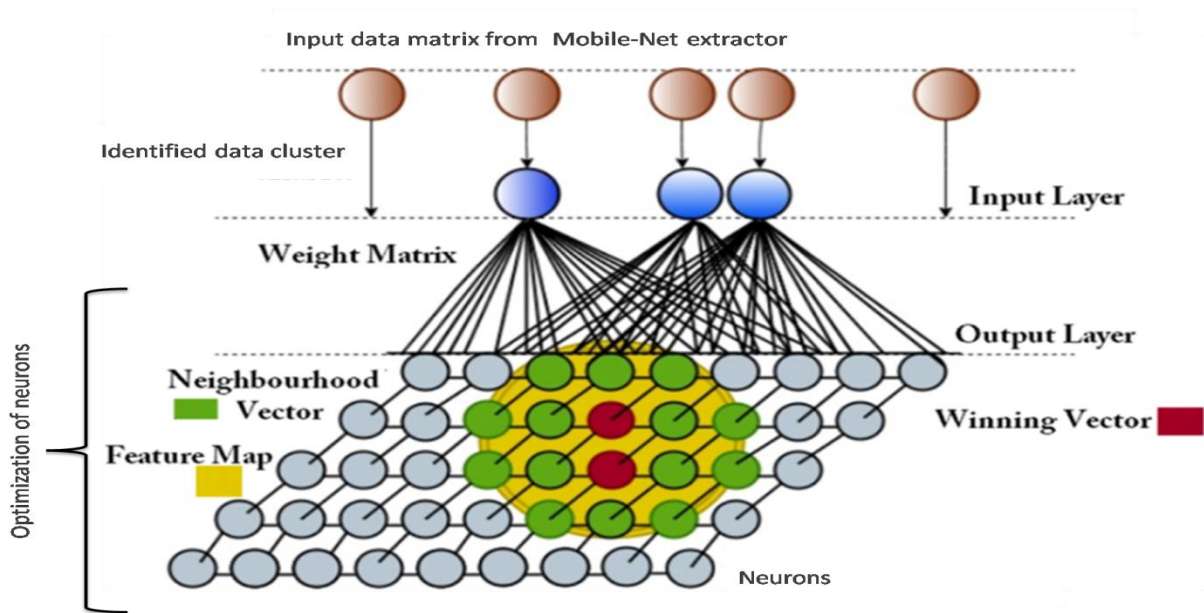 Input data matrix from Mobile-Net extractor
Identified data cluster
Input Layer
Weight Matrix
Output Layer
Neighbourhood
Vector
Winning Vector
Feature Map
Optimization of neurons
Neurons